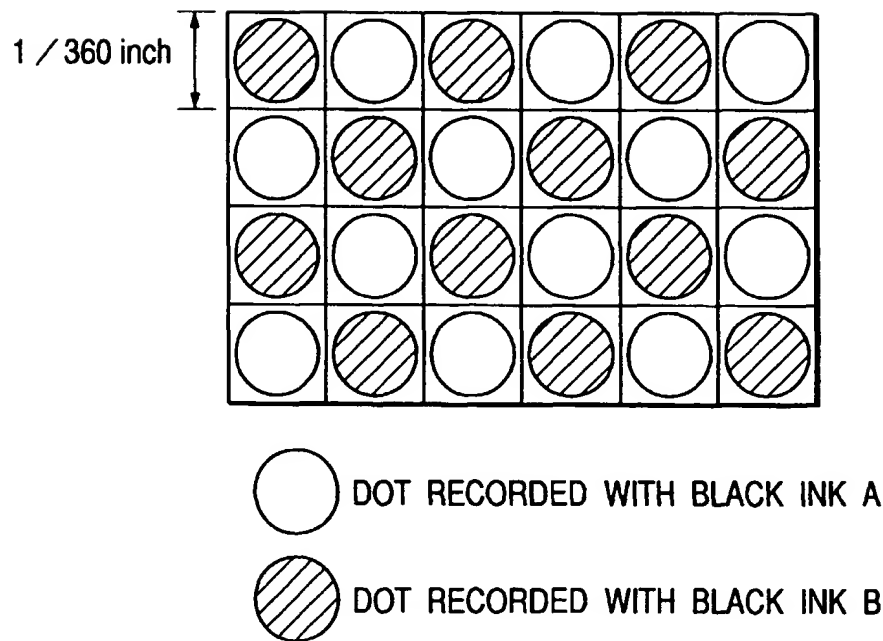 1 / 360 inch
DOT RECORDED WITH BLACK INK A
DOT RECORDED WITH BLACK INK B